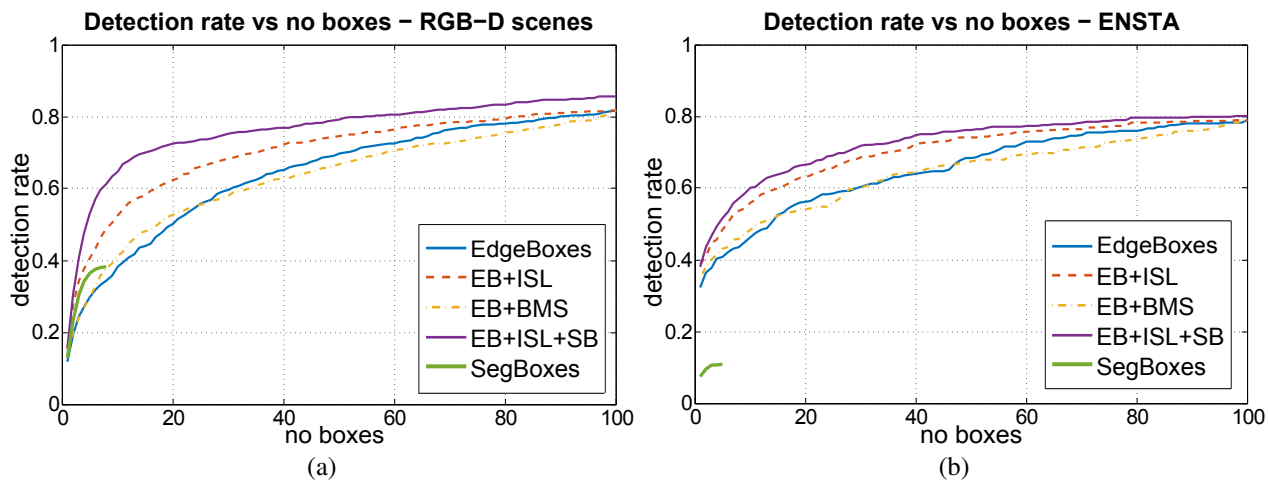 Detection rate vs no boxes − RGB−D scenes
1
0.8
0.6
0.4
0.2
0
detection rate
0 20 40 60 80 100
no boxes
EdgeBoxes
EB+ISL
EB+BMS
EB+ISL+SB
SegBoxes
(a)
Detection rate vs no boxes − ENSTA
1
0.8
0.6
0.4
0.2
0
detection rate
0 20 40 60 80 100
no boxes
EdgeBoxes
EB+ISL
EB+BMS
EB+ISL+SB
SegBoxes
(b)